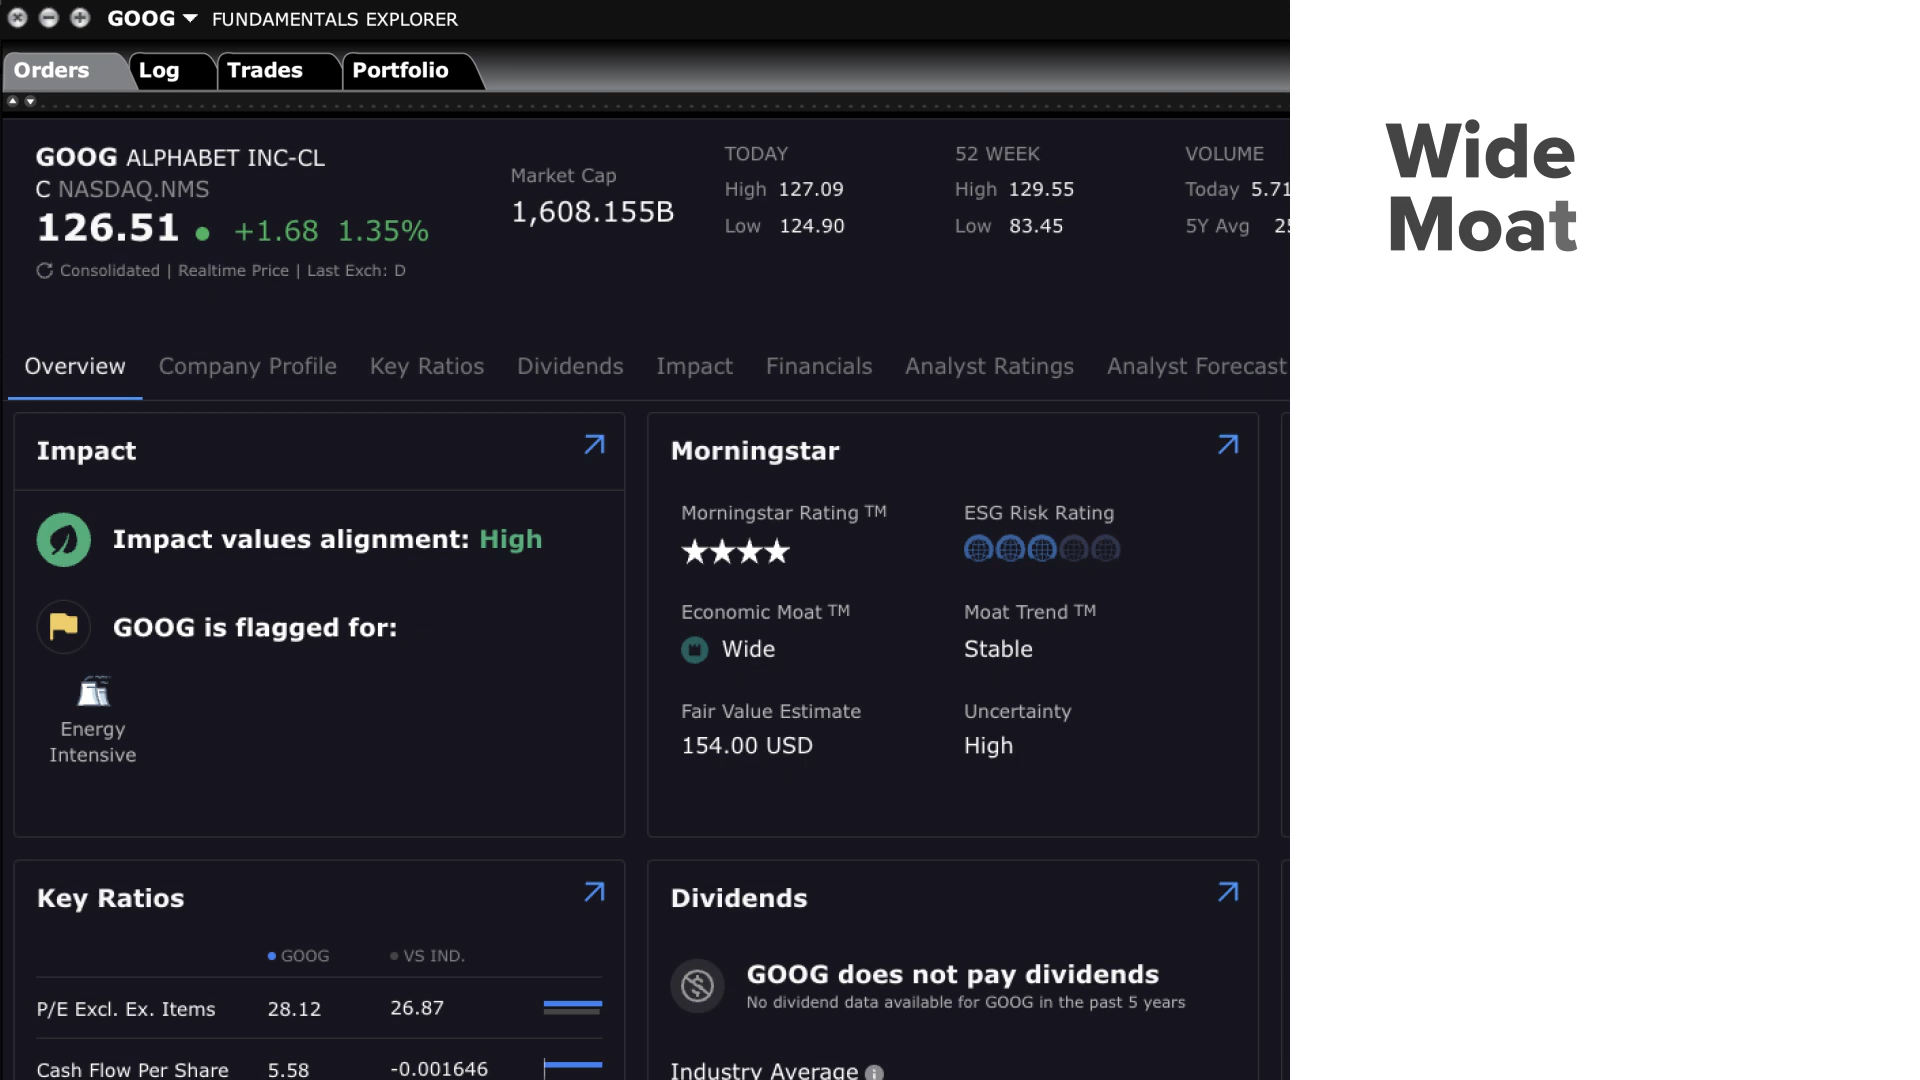 GOOG FUNDAMENTALS EXPLORER
Orders Log Trades Portfolio
GOOG ALPHABET INC-CL
C NASDAQ.NMS
126.51 +1.68 1.35%
Consolidated | Realtime Price | Last Exch: D
Market Cap
1,608.155B
TODAY
High 127.09
Low 124.90
52 WEEK
High 129.55
Low 83.45
VOLUME
Today 5.71
5Y Avg
Overview Company Profile Key Ratios Dividends Impact Financials Analyst Ratings Analyst Forecast
Impact
Impact values alignment: High
GOOG is flagged for:
Energy
Intensive
Morningstar
Morningstar Rating TM
ESG Risk Rating
Economic Moat TM
Wide
Moat Trend TM
Stable
Fair Value Estimate
154.00 USD
Uncertainty
High
Key Ratios
GOOG VS IND.
P/E Excl. Ex. Items 28.12 26.87
Cash Flow Per Share 5.58 -0.001646
Dividends
GOOG does not pay dividends
No dividend data available for GOOG in the past 5 years
Industry Average
Wide
Moat